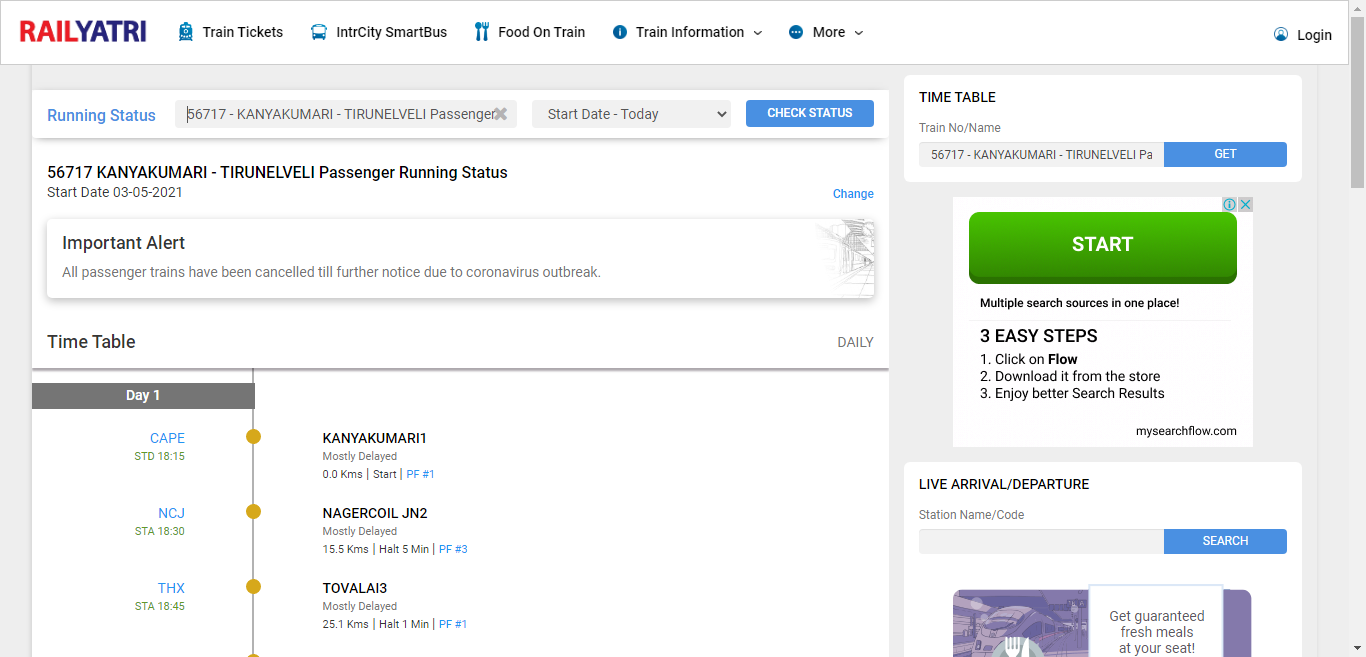 RAILYATRI
Train Tickets
IntrCity SmartBus
Food On Train
Train Information
More
Login
Running Status
56717 - KANYAKUMARI - TIRUNELVELI Passenger
Start Date - Today
CHECK STATUS
56717 KANYAKUMARI - TIRUNELVELI Passenger Running Status
Start Date 03-05-2021
Change
Important Alert
All passenger trains have been cancelled till further notice due to coronavirus outbreak.
Time Table
DAILY
Day 1
CAPE
STD 18:15
KANYAKUMARI1
Mostly Delayed
0.0 Kms | Start | PF #1
NCJ
STA 18:30
NAGERCOIL JN2
Mostly Delayed
15.5 Kms | Halt 5 Min | PF #3
THX
STA 18:45
TOVALAI3
Mostly Delayed
25.1 Kms | Halt 1 Min | PF #1
TIME TABLE
Train No/Name
56717 - KANYAKUMARI - TIRUNELVELI Pa
GET
START
Multiple search sources in one place!
3 EASY STEPS
1. Click on Flow
2. Download it from the store
3. Enjoy better Search Results
mysearchflow.com
LIVE ARRIVAL/DEPARTURE
Station Name/Code
SEARCH
Get guaranteed
fresh meals
at your seat!